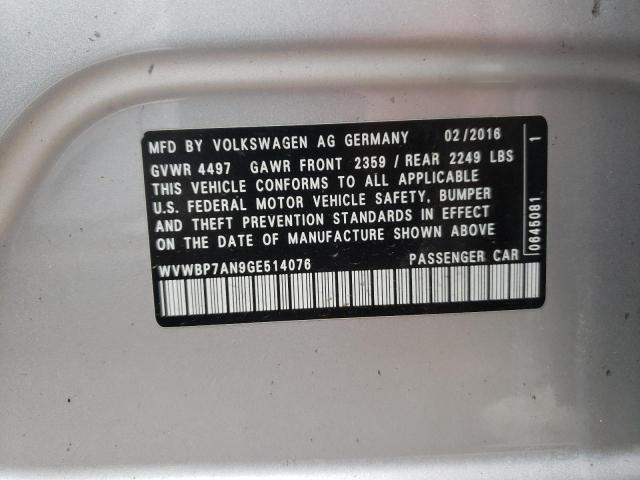 MFD BY VOLKSWAGEN AG GERMANY 02/2016
GVWR 4497 GAWR FRONT 2359 / REAR 2249 LBS
THIS VEHICLE CONFORMS TO ALL APPLICABLE
U.S. FEDERAL MOTOR VEHICLE SAFETY, BUMPER
AND THEFT PREVENTION STANDARDS IN EFFECT
ON THE DATE OF MANUFACTURE SHOWN ABOVE
WVWBP7AN9GE514076 PASSENGER CAR
0645081 1